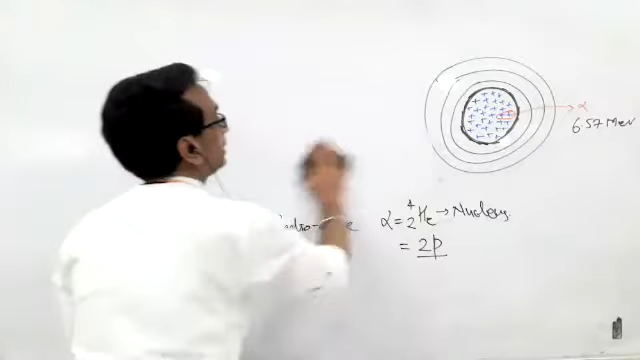 α
6.57 MeV
α = ⁴₂He → Nucleus
= 2p